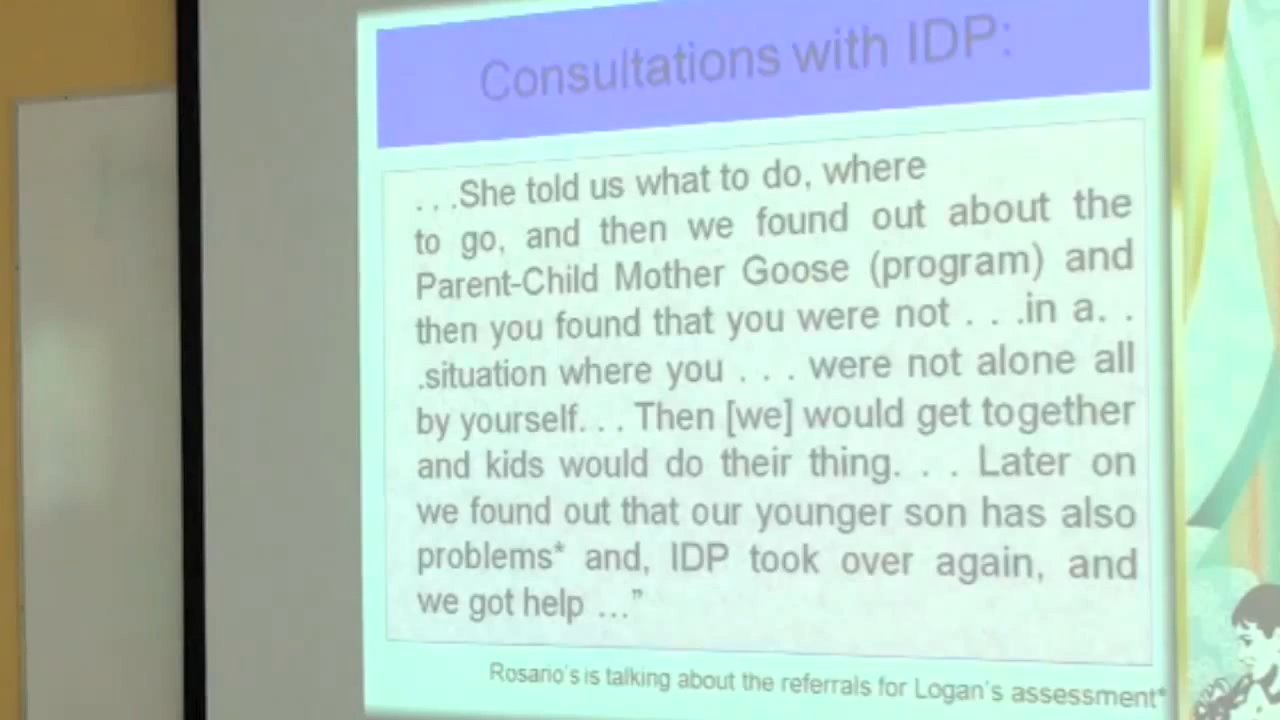 Consultations with IDP:
. . .She told us what to do, where
to go, and then we found out about the
Parent-Child Mother Goose (program) and
then you found that you were not . . .in a. .
.situation where you . . . were not alone all
by yourself. . . Then [we] would get together
and kids would do their thing. . . Later on
we found out that our younger son has also
problems* and, IDP took over again, and
we got help ...”
Rosario's is talking about the referrals for Logan's assessment*